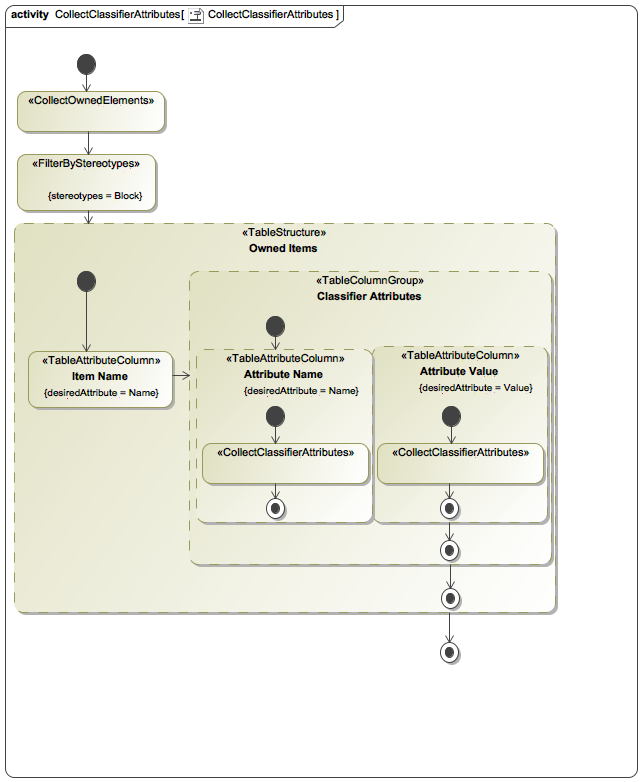 activity CollectClassifierAttributes[ CollectClassifierAttributes ]
«CollectOwnedElements»
«FilterByStereotypes»
{stereotypes = Block}
«TableStructure»
Owned Items
«TableColumnGroup»
Classifier Attributes
«TableAttributeColumn»
Item Name
{desiredAttribute = Name}
«TableAttributeColumn»
Attribute Name
{desiredAttribute = Name}
«CollectClassifierAttributes»
«TableAttributeColumn»
Attribute Value
{desiredAttribute = Value}
«CollectClassifierAttributes»